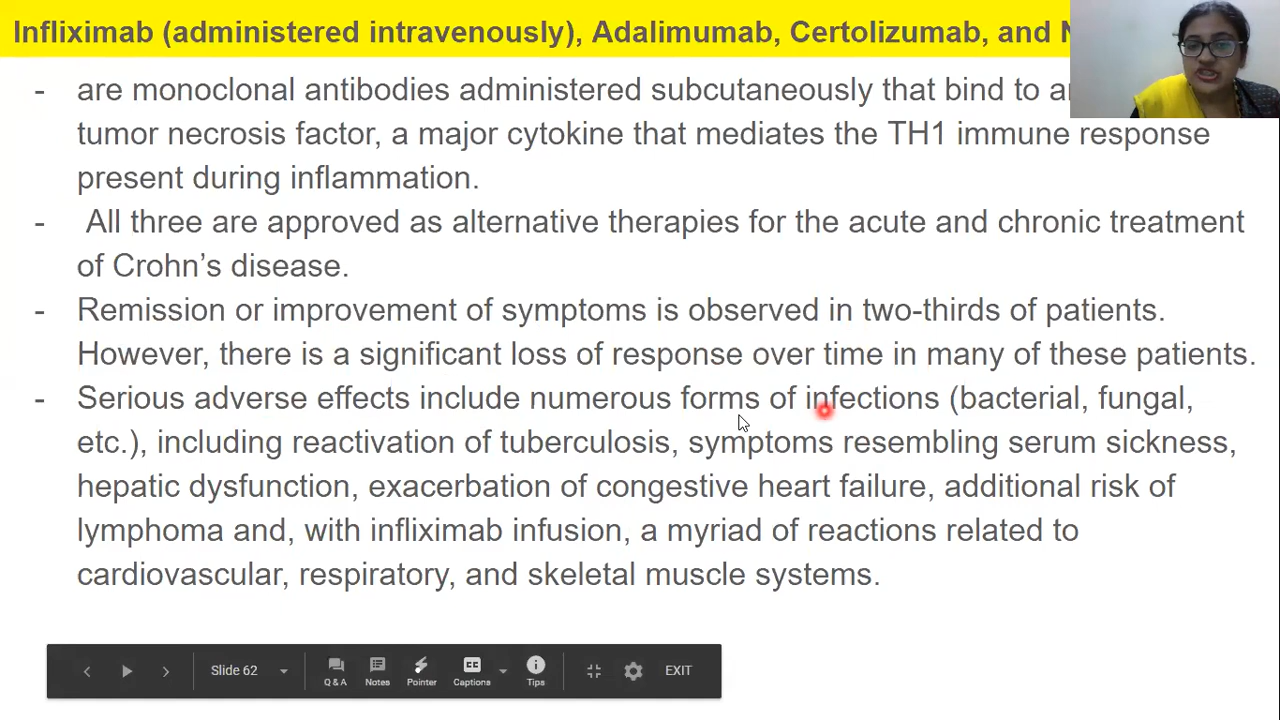 Infliximab (administered intravenously), Adalimumab, Certolizumab, and
- are monoclonal antibodies administered subcutaneously that bind to
tumor necrosis factor, a major cytokine that mediates the TH1 immune response
present during inflammation.
- All three are approved as alternative therapies for the acute and chronic treatment
of Crohn’s disease.
- Remission or improvement of symptoms is observed in two-thirds of patients.
However, there is a significant loss of response over time in many of these patients.
- Serious adverse effects include numerous forms of infections (bacterial, fungal,
etc.), including reactivation of tuberculosis, symptoms resembling serum sickness,
hepatic dysfunction, exacerbation of congestive heart failure, additional risk of
lymphoma and, with infliximab infusion, a myriad of reactions related to
cardiovascular, respiratory, and skeletal muscle systems.
Slide 62 Q & A Notes Pointer CC Captions Tips EXIT